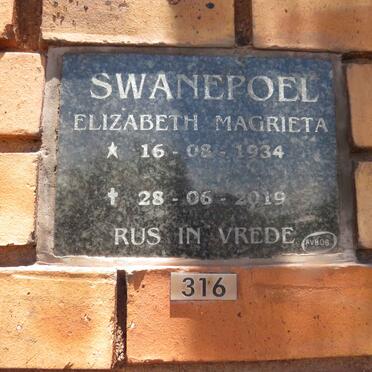 SWANEPOEL
ELIZABETH MAGRIETA
16 - 08 - 1934
28 - 06 - 2019
RUS IN VREDE
316